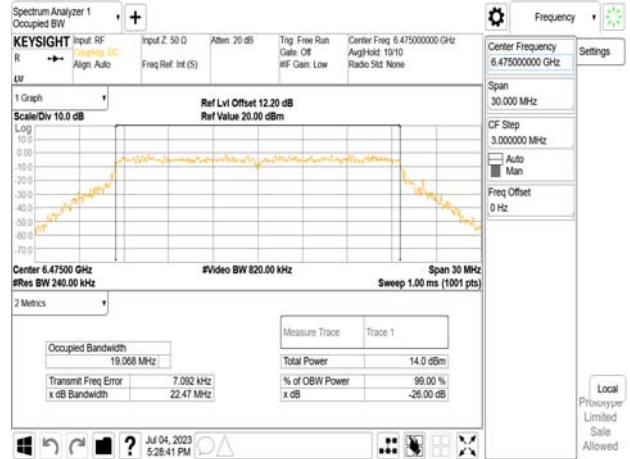 Spectrum Analyzer 1
Occupied BW
+
Frequency
KEYSIGHT
Input: RF
Coupling: DC
Align: Auto
Input Z: 50 Ω
Freq Ref: Int (S)
Atten: 20 dB
Trig: Free Run
Gate: Off
#IF Gain: Low
Center Freq: 6.475000000 GHz
Avg|Hold: 10/10
Radio Std: None
R
LXI
Center Frequency
6.475000000 GHz
Settings
Span
30.000 MHz
CF Step
3.000000 MHz
Auto
Man
Freq Offset
0 Hz
1 Graph
Scale/Div 10.0 dB
Ref Lvl Offset 12.20 dB
Ref Value 20.00 dBm
Log
10.0
0.00
-10.0
-20.0
-30.0
-40.0
-50.0
-60.0
-70.0
Center 6.47500 GHz
#Res BW 240.00 kHz
#Video BW 820.00 kHz
Span 30 MHz
Sweep 1.00 ms (1001 pts)
2 Metrics
Measure Trace Trace 1
Occupied Bandwidth
19.068 MHz
Total Power 14.0 dBm
Transmit Freq Error 7.092 kHz
% of OBW Power 99.00 %
x dB Bandwidth 22.47 MHz
x dB -26.00 dB
Local
Prototype
Limited
Sale
Allowed
?
Jul 04, 2023
5:28:41 PM